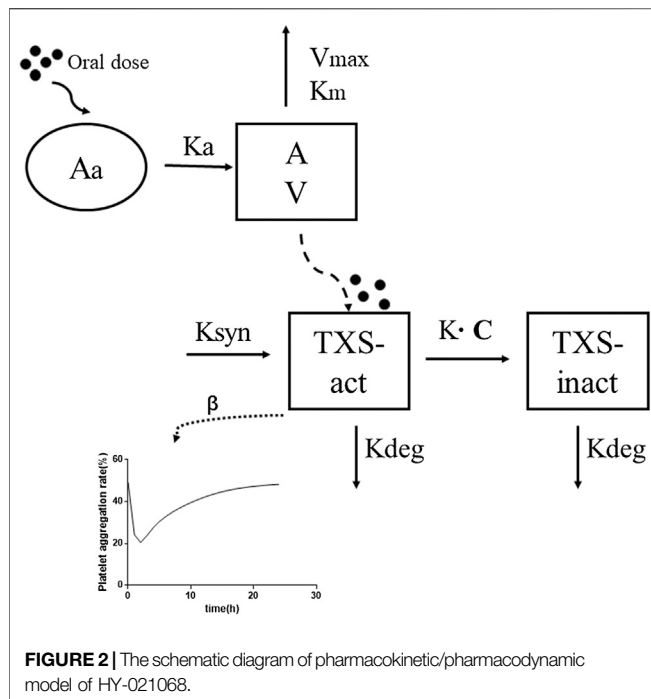 Oral dose
Vmax
Km
Aa
Ka
A
V
Ksyn
TXS-
act
K· C
TXS-
inact
β
Kdeg
Kdeg
Platelet aggregation rate(%)
60
40
20
0
0 10 20 30
time(h)
FIGURE 2 | The schematic diagram of pharmacokinetic/pharmacodynamic
model of HY-021068.